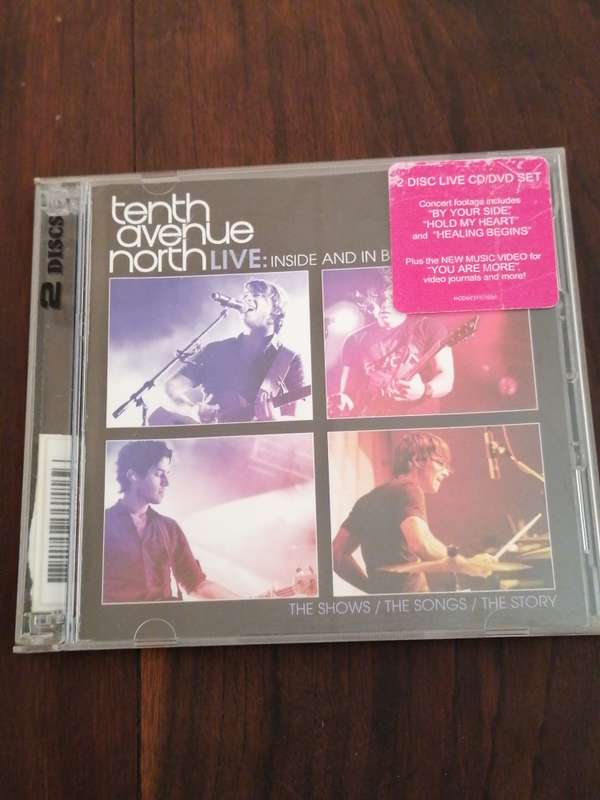 2 DISCS
tenth
avenue
north LIVE: INSIDE AND IN B
2 DISC LIVE CD/DVD SET
Concert footage includes
"BY YOUR SIDE",
"HOLD MY HEART"
and "HEALING BEGINS"
Plus the NEW MUSIC VIDEO for
"YOU ARE MORE",
video journals and more!
THE SHOWS / THE SONGS / THE STORY